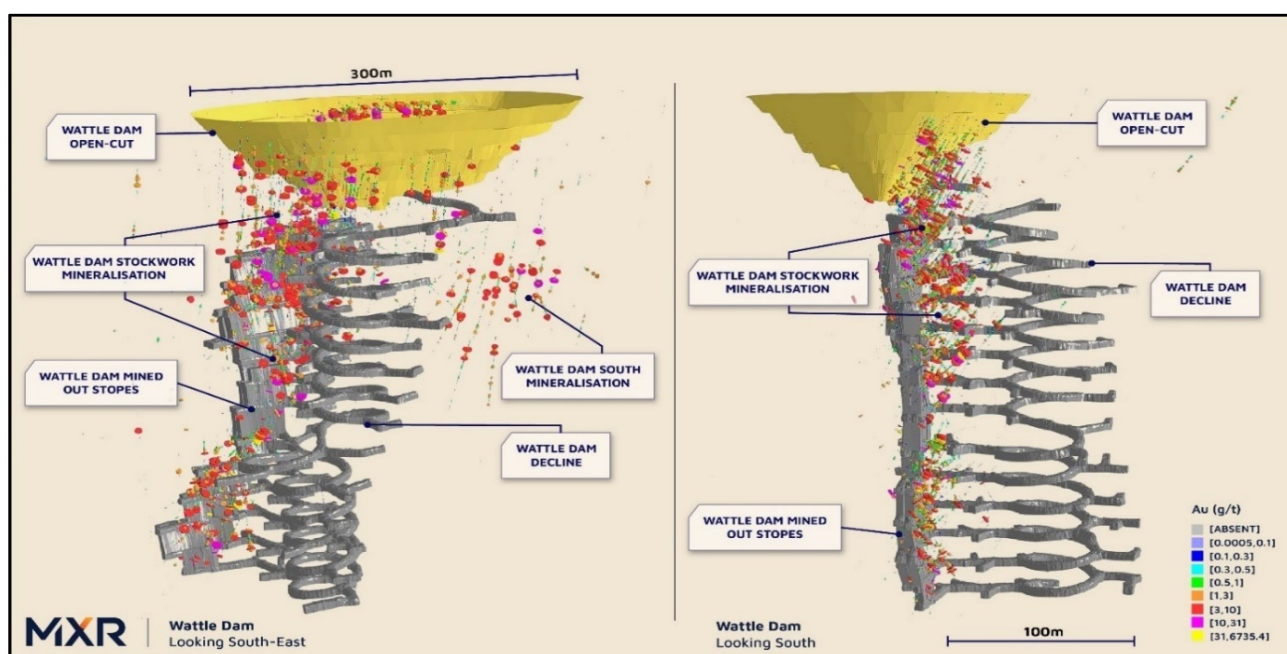 300m
WATTLE DAM
OPEN-CUT
WATTLE DAM STOCKWORK
MINERALISATION
WATTLE DAM MINED
OUT STOPES
WATTLE DAM SOUTH
MINERALISATION
WATTLE DAM
DECLINE
MXR
Wattle Dam
Looking South-East
WATTLE DAM
OPEN-CUT
WATTLE DAM STOCKWORK
MINERALISATION
WATTLE DAM
DECLINE
WATTLE DAM MINED
OUT STOPES
Wattle Dam
Looking South
100m
Au (g/t)
[ABSENT]
[0.0005,0.1]
[0.1,0.3]
[0.3,0.5]
[0.5,1]
[1,3]
[3,10]
[10,31]
[31,6735.4]